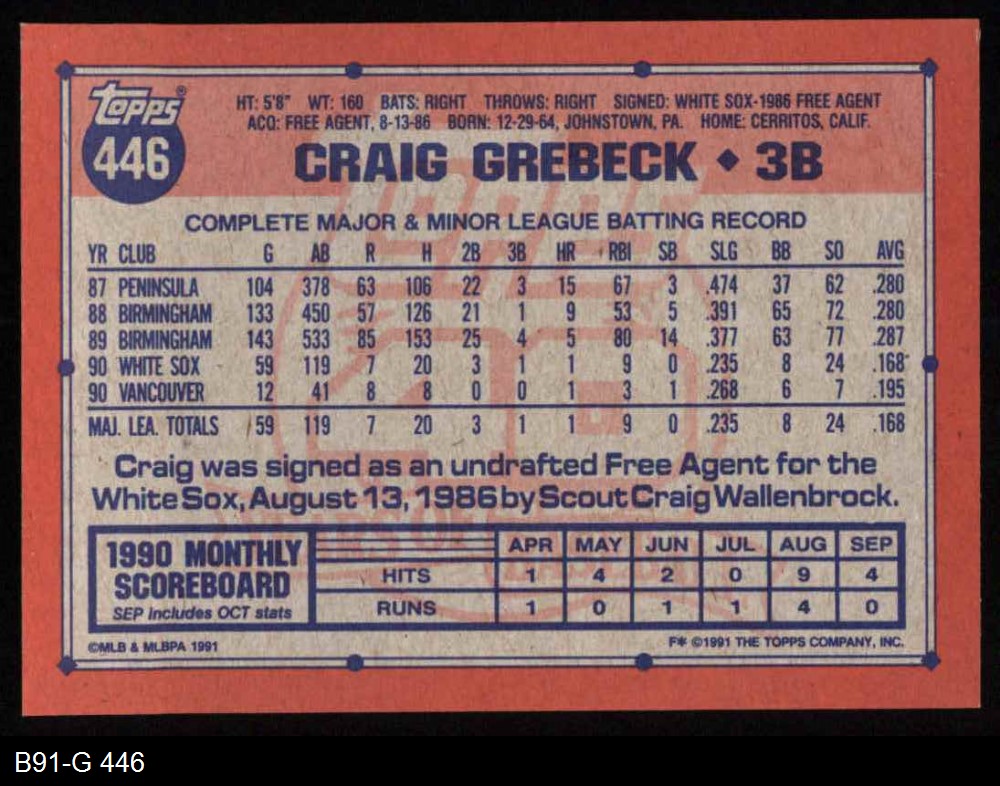 Topps®
446
HT: 5'8" WT: 160 BATS: RIGHT THROWS: RIGHT SIGNED: WHITE SOX-1986 FREE AGENT
ACQ: FREE AGENT, 8-13-86 BORN: 12-29-64, JOHNSTOWN, PA. HOME: CERRITOS, CALIF.
CRAIG GREBECK ◆ 3B
COMPLETE MAJOR & MINOR LEAGUE BATTING RECORD
YR CLUB G AB R H 2B 3B HR RBI SB SLG BB SO AVG
87 PENINSULA 104 378 63 106 22 3 15 67 3 .474 37 62 .280
88 BIRMINGHAM 133 450 57 126 21 1 9 53 5 .391 65 72 .280
89 BIRMINGHAM 143 533 85 153 25 4 5 80 14 .377 63 77 .287
90 WHITE SOX 59 119 7 20 3 1 1 9 0 .235 8 24 .168
90 VANCOUVER 12 41 8 8 0 0 1 3 1 .268 6 7 .195
MAJ. LEA. TOTALS 59 119 7 20 3 1 1 9 0 .235 8 24 .168
Craig was signed as an undrafted Free Agent for the
White Sox, August 13, 1986 by Scout Craig Wallenbrock.
1990 MONTHLY
SCOREBOARD
SEP includes OCT stats
APR MAY JUN JUL AUG SEP
HITS 1 4 2 0 9 4
RUNS 1 0 1 1 4 0
©MLB & MLBPA 1991
F* ©1991 THE TOPPS COMPANY, INC.
B91-G 446